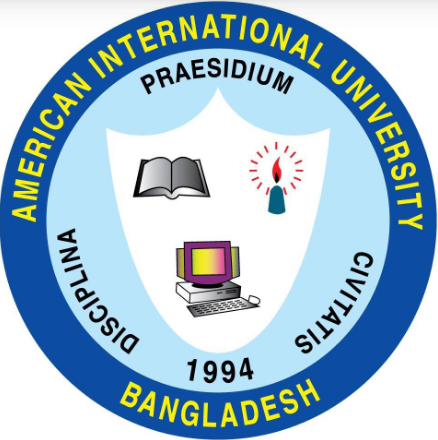 AMERICAN INTERNATIONAL UNIVERSITY
PRAESIDIUM
DISCIPLINA
CIVITATIS
1994
BANGLADESH